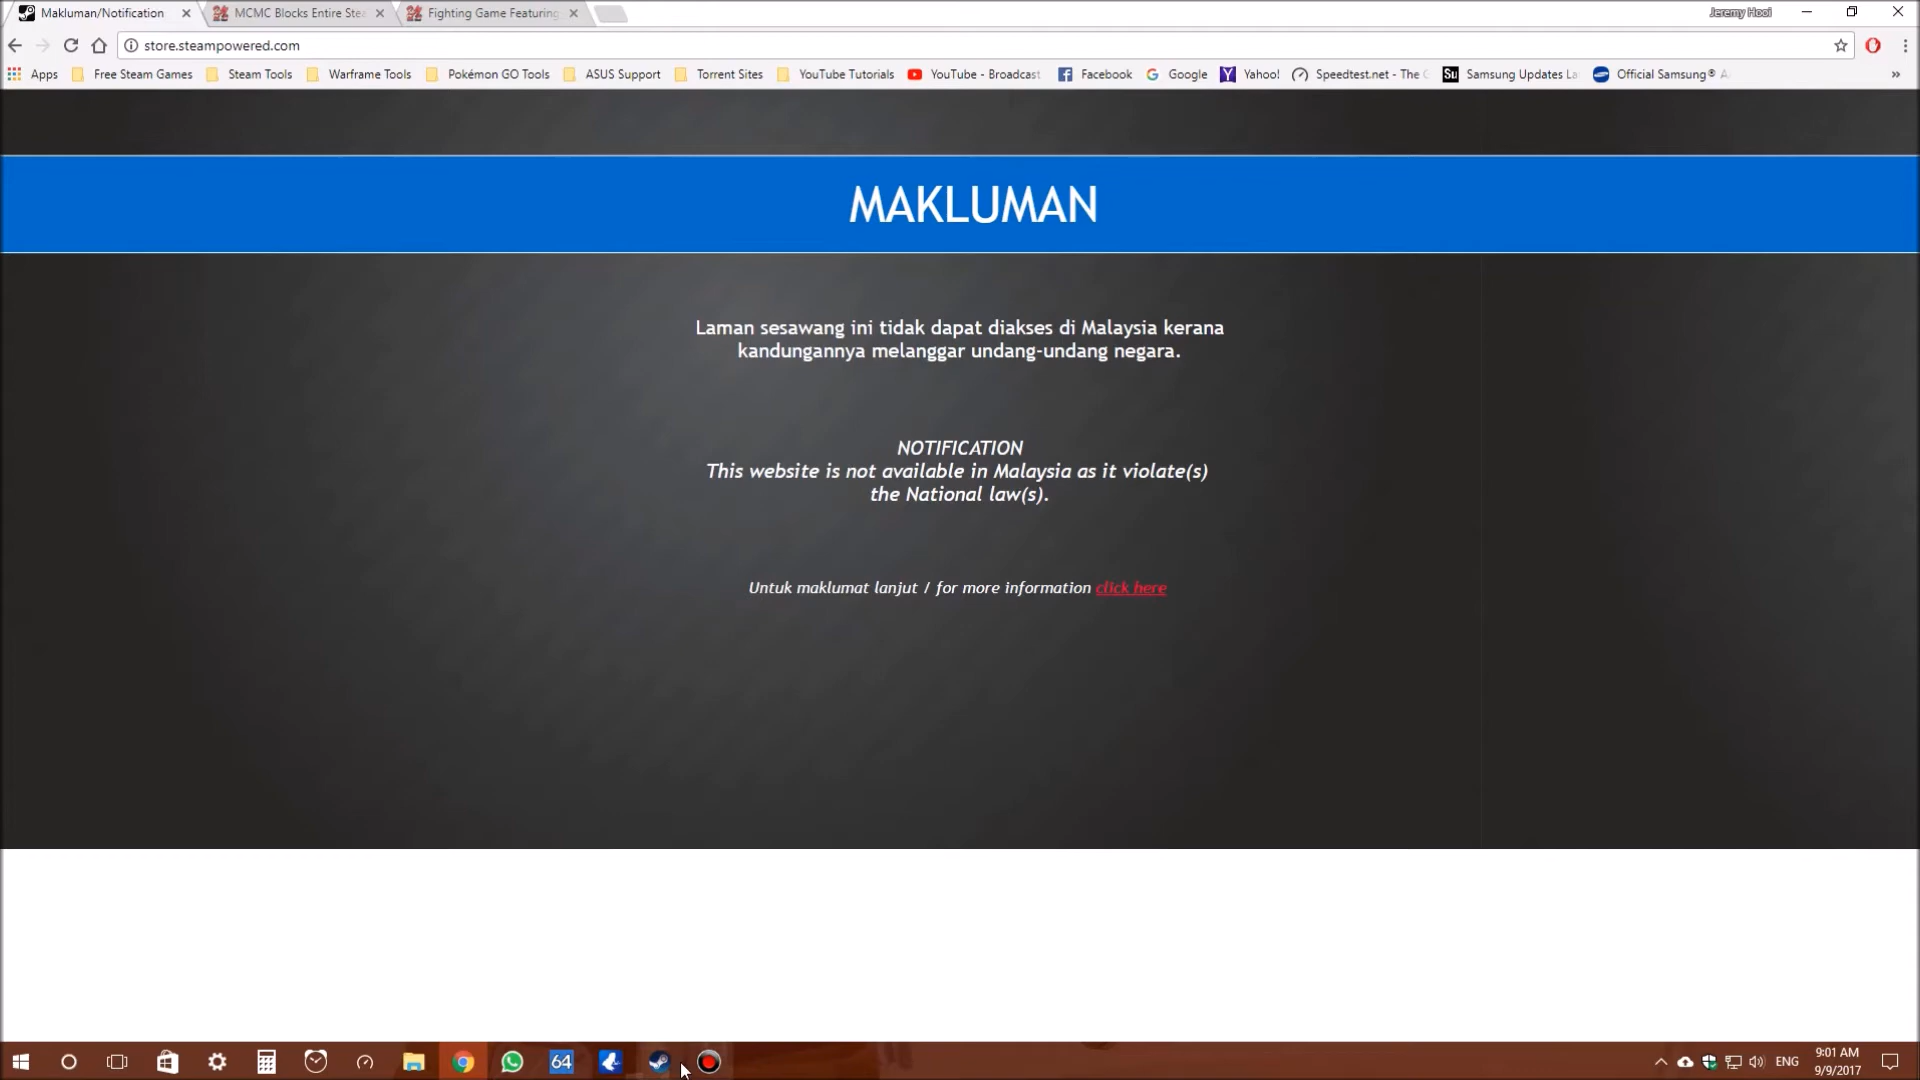 Makluman/Notification
MCMC Blocks Entire Stea
Fighting Game Featuring
Jeremy Hooi
store.steampowered.com
Apps
Free Steam Games
Steam Tools
Warframe Tools
Pokémon GO Tools
ASUS Support
Torrent Sites
YouTube Tutorials
YouTube - Broadcast
Facebook
Google
Yahoo!
Speedtest.net - The
Samsung Updates La
Official Samsung® A
MAKLUMAN
Laman sesawang ini tidak dapat diakses di Malaysia kerana
kandungannya melanggar undang-undang negara.
NOTIFICATION
This website is not available in Malaysia as it violate(s)
the National law(s).
Untuk maklumat lanjut / for more information click here
64
ENG
9:01 AM
9/9/2017